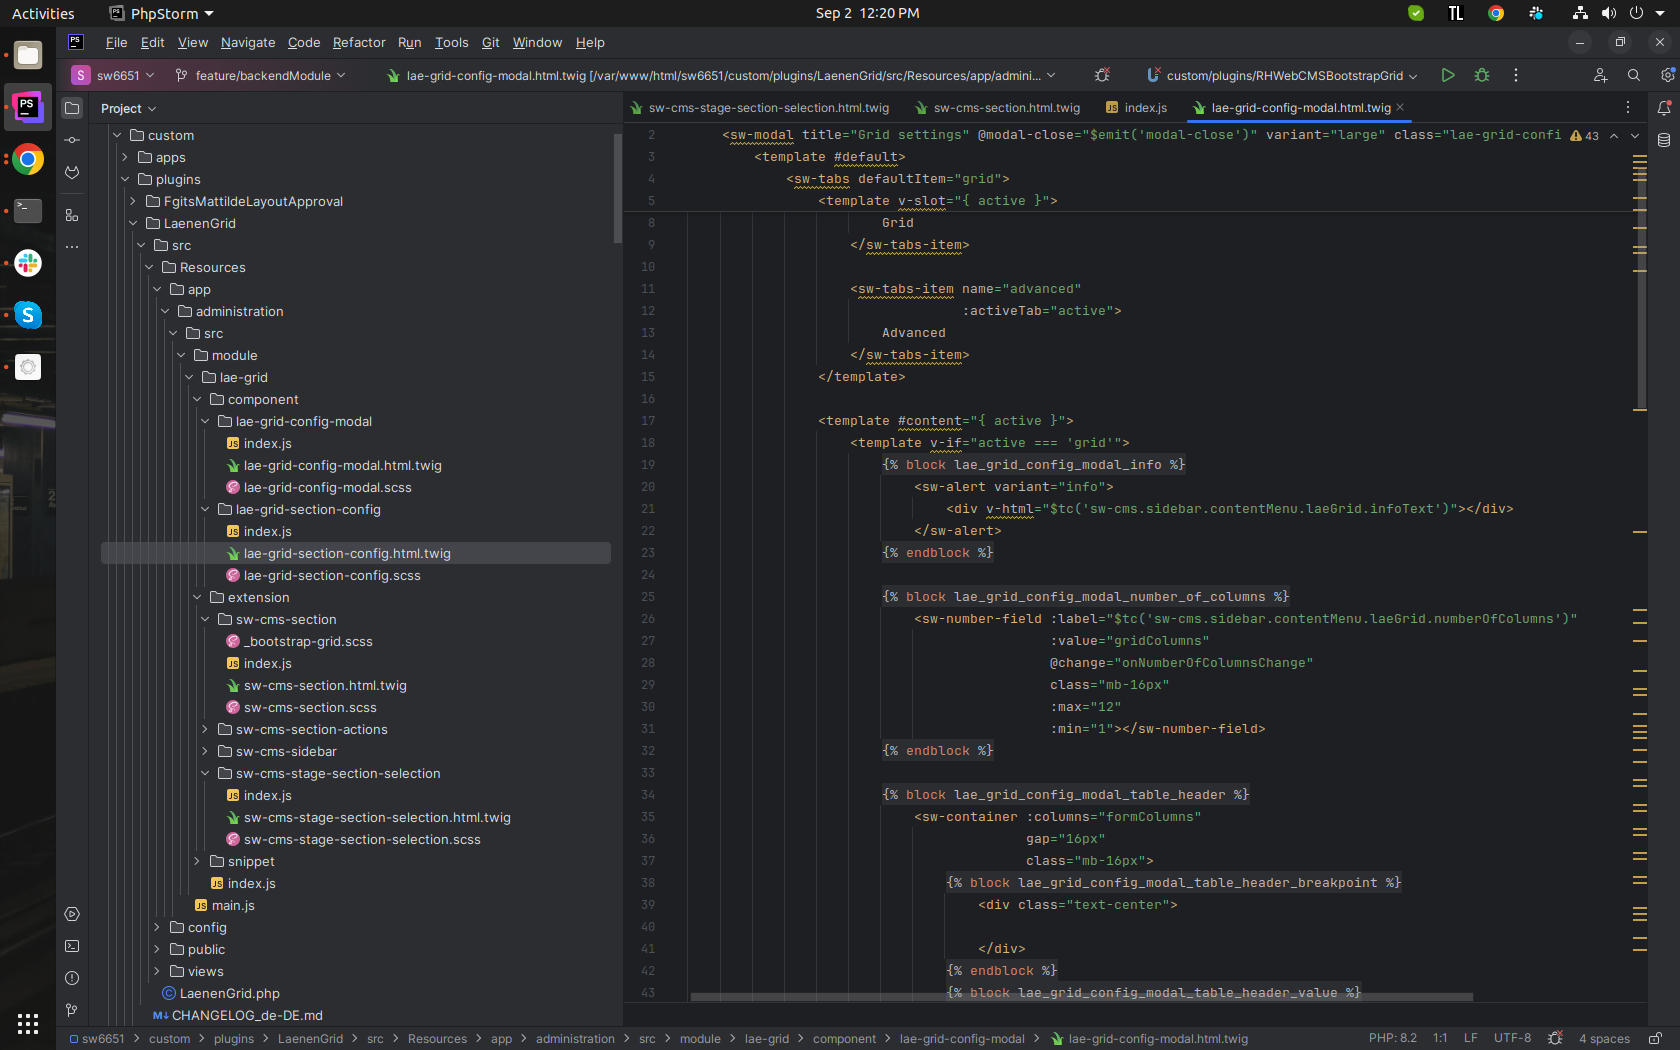 Activities
PhpStorm
Sep 2 12:20 PM
TL
PS
File Edit View Navigate Code Refactor Run Tools Git Window Help
S sw6651
feature/backendModule
lae-grid-config-modal.html.twig [/var/www/html/sw6651/custom/plugins/LaenenGrid/src/Resources/app/admini...
custom/plugins/RHWebCMSBootstrapGrid
Project
custom
apps
plugins
FgitsMattildeLayoutApproval
LaenenGrid
src
Resources
app
administration
src
module
lae-grid
component
lae-grid-config-modal
index.js
lae-grid-config-modal.html.twig
lae-grid-config-modal.scss
lae-grid-section-config
index.js
lae-grid-section-config.html.twig
lae-grid-section-config.scss
extension
sw-cms-section
_bootstrap-grid.scss
index.js
sw-cms-section.html.twig
sw-cms-section.scss
sw-cms-section-actions
sw-cms-sidebar
sw-cms-stage-section-selection
index.js
sw-cms-stage-section-selection.html.twig
sw-cms-stage-section-selection.scss
snippet
index.js
main.js
config
public
views
LaenenGrid.php
CHANGELOG_de-DE.md
sw-cms-stage-section-selection.html.twig sw-cms-section.html.twig index.js lae-grid-config-modal.html.twig
2 <sw-modal title="Grid settings" @modal-close="$emit('modal-close')" variant="large" class="lae-grid-confi 43
3 <template #default>
4 <sw-tabs defaultItem="grid">
5 <template v-slot="{ active }">
8 Grid
9 </sw-tabs-item>
10
11 <sw-tabs-item name="advanced"
12 :activeTab="active">
13 Advanced
14 </sw-tabs-item>
15 </template>
16
17 <template #content="{ active }">
18 <template v-if="active === 'grid'">
19 {% block lae_grid_config_modal_info %}
20 <sw-alert variant="info">
21 <div v-html="$tc('sw-cms.sidebar.contentMenu.laeGrid.infoText')"></div>
22 </sw-alert>
23 {% endblock %}
24
25 {% block lae_grid_config_modal_number_of_columns %}
26 <sw-number-field :label="$tc('sw-cms.sidebar.contentMenu.laeGrid.numberOfColumns')"
27 :value="gridColumns"
28 @change="onNumberOfColumnsChange"
29 class="mb-16px"
30 :max="12"
31 :min="1"></sw-number-field>
32 {% endblock %}
33
34 {% block lae_grid_config_modal_table_header %}
35 <sw-container :columns="formColumns"
36 gap="16px"
37 class="mb-16px">
38 {% block lae_grid_config_modal_table_header_breakpoint %}
39 <div class="text-center">
40
41 </div>
42 {% endblock %}
43 {% block lae_grid_config_modal_table_header_value %}
sw6651 custom plugins LaenenGrid src Resources app administration src module lae-grid component lae-grid-config-modal lae-grid-config-modal.html.twig
PHP: 8.2 1:1 LF UTF-8 4 spaces